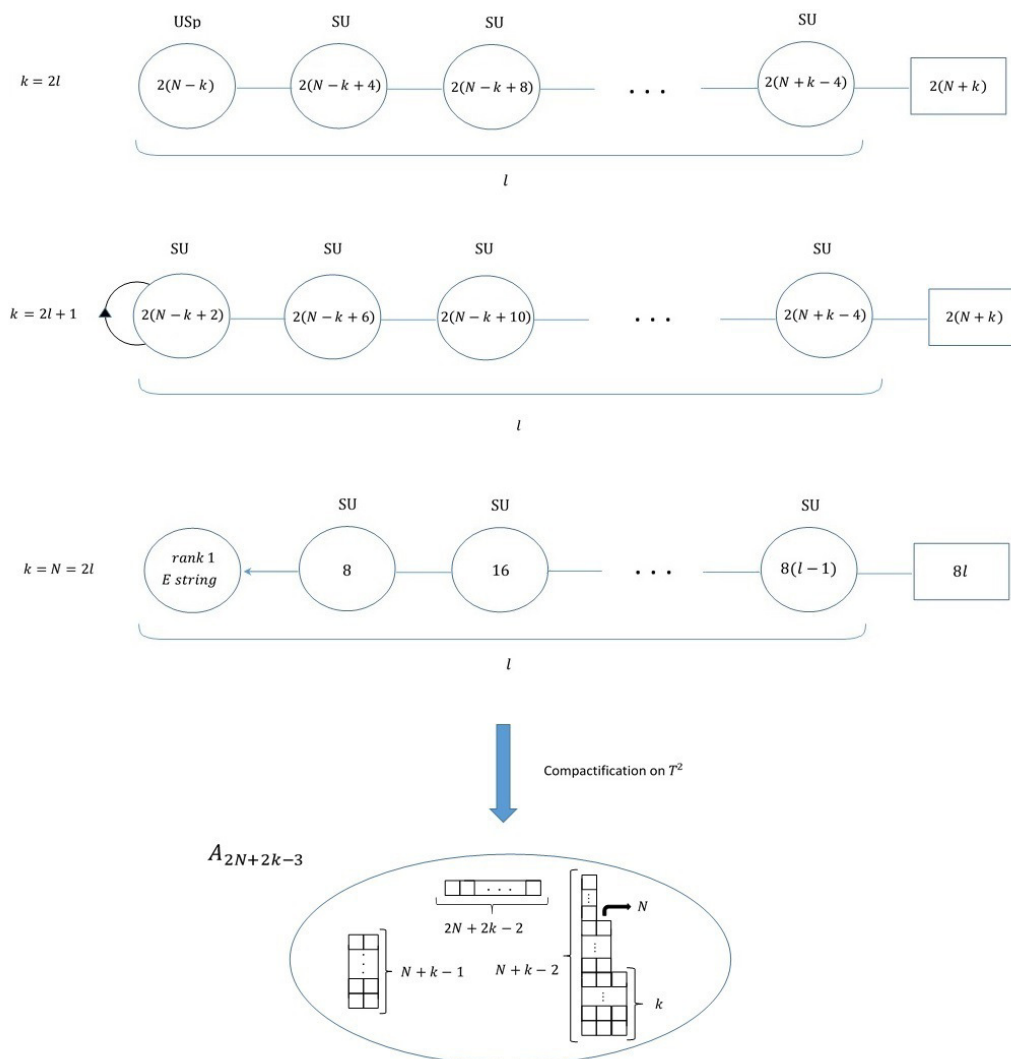 USp SU SU SU
k = 2l 2(N − k) 2(N − k + 4) 2(N − k + 8) . . . 2(N + k − 4) 2(N + k)
l
SU SU SU SU
k = 2l + 1 2(N − k + 2) 2(N − k + 6) 2(N − k + 10) . . . 2(N + k − 4) 2(N + k)
l
SU SU SU
k = N = 2l rank 1 E string 8 16 . . . 8(l − 1) 8l
l
Compactification on T²
A_{2N+2k−3}
. . . N
2N + 2k − 2
N + k − 1 N + k − 2
k